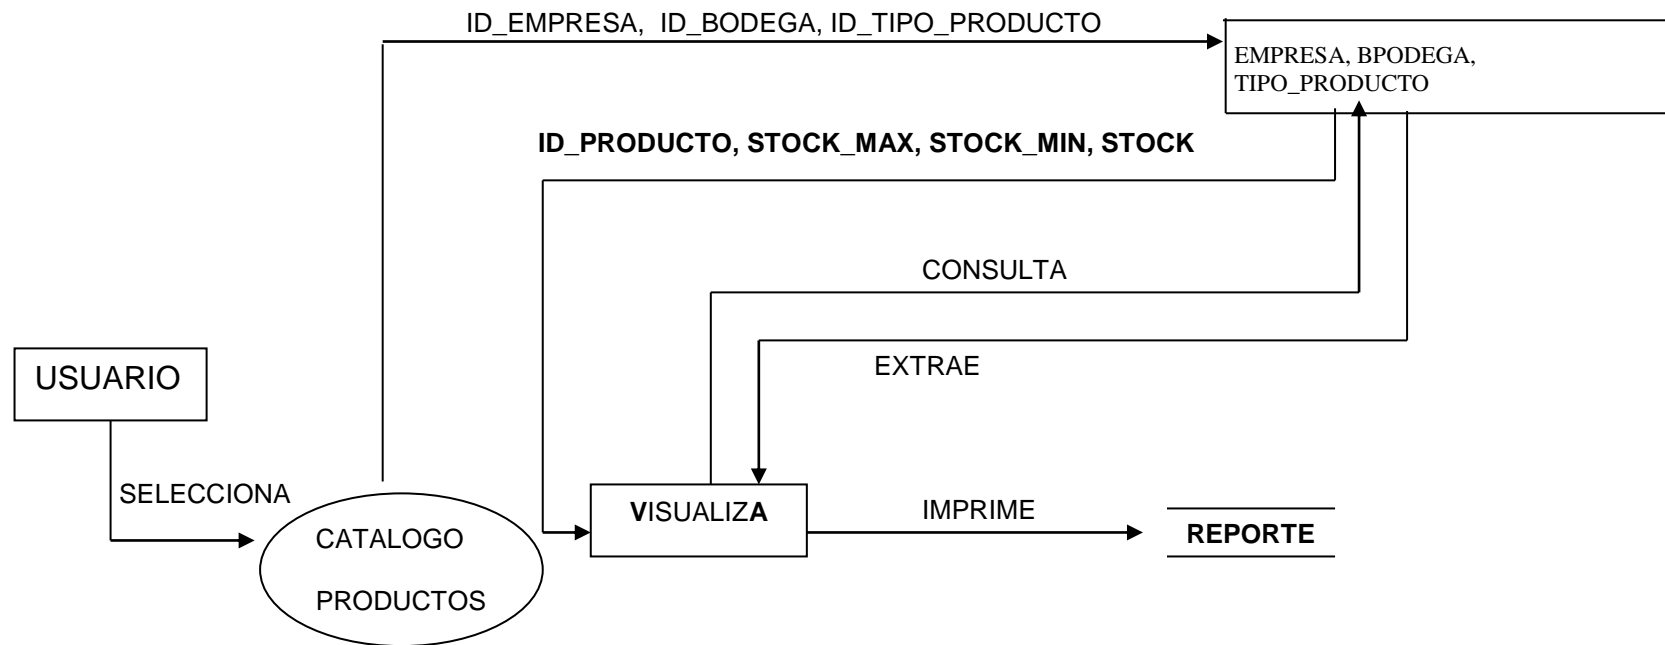 ID_EMPRESA, ID_BODEGA, ID_TIPO_PRODUCTO
EMPRESA, BPODEGA,
TIPO_PRODUCTO
ID_PRODUCTO, STOCK_MAX, STOCK_MIN, STOCK
CONSULTA
EXTRAE
USUARIO
SELECCIONA
CATALOGO
PRODUCTOS
VISUALIZA
IMPRIME
REPORTE